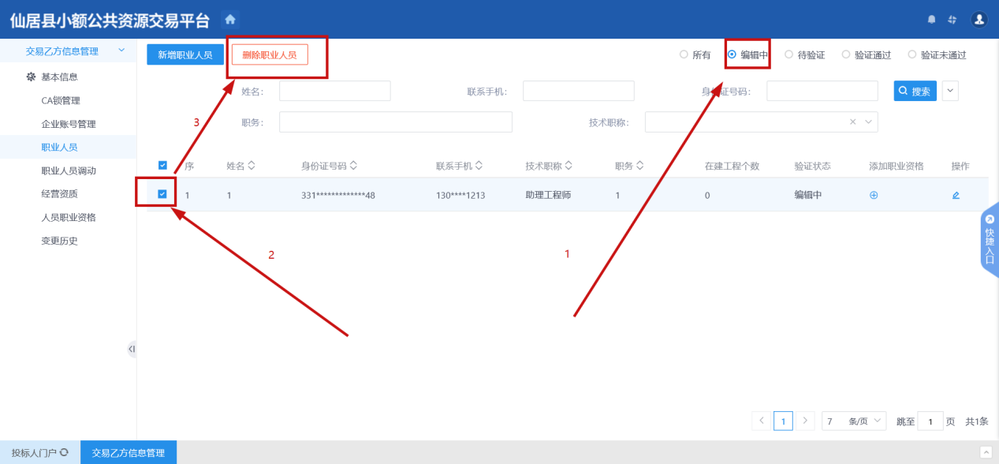 仙居县小额公共资源交易平台
交易乙方信息管理
基本信息
CA锁管理
企业账号管理
职业人员
职业人员调动
经营资质
人员职业资格
变更历史
新增职业人员 删除职业人员 所有 编辑中 待验证 验证通过 验证未通过
姓名: 联系手机: 身份证号码: 搜索
3 职务: 技术职称:
序 姓名 身份证号码 联系手机 技术职称 职务 在建工程个数 验证状态 添加职业资格 操作
1 1 331*************48 130****1213 助理工程师 1 0 编辑中
快捷入口
2 1
1 7 条/页 跳至 1 页 共1条
投标人门户 交易乙方信息管理